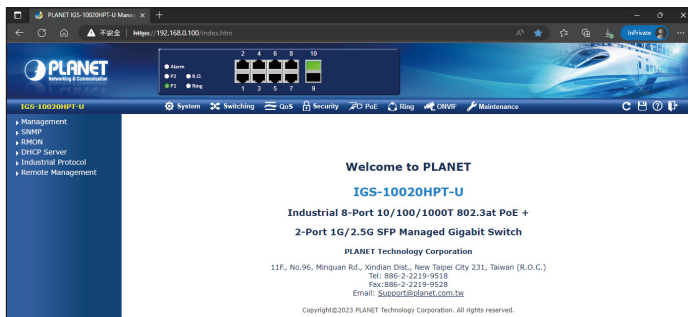 PLANET IGS-10020HPT-U Manag
不安全 | https://192.168.0.100/index.htm
InPrivate
PLANET
Networking & Communication
2 4 6 8 10
Alarm
P2 R.O.
P1 Ring
1 3 5 7 9
IGS-10020HPT-U
System Switching QoS Security PoE Ring ONVIF Maintenance
Management
SNMP
RMON
DHCP Server
Industrial Protocol
Remote Management
Welcome to PLANET
IGS-10020HPT-U
Industrial 8-Port 10/100/1000T 802.3at PoE +
2-Port 1G/2.5G SFP Managed Gigabit Switch
PLANET Technology Corporation
11F., No.96, Minquan Rd., Xindian Dist., New Taipei City 231, Taiwan (R.O.C.)
Tel: 886-2-2219-9518
Fax:886-2-2219-9528
Email: Support@planet.com.tw
Copyright©2023 PLANET Technology Corporation. All rights reserved.